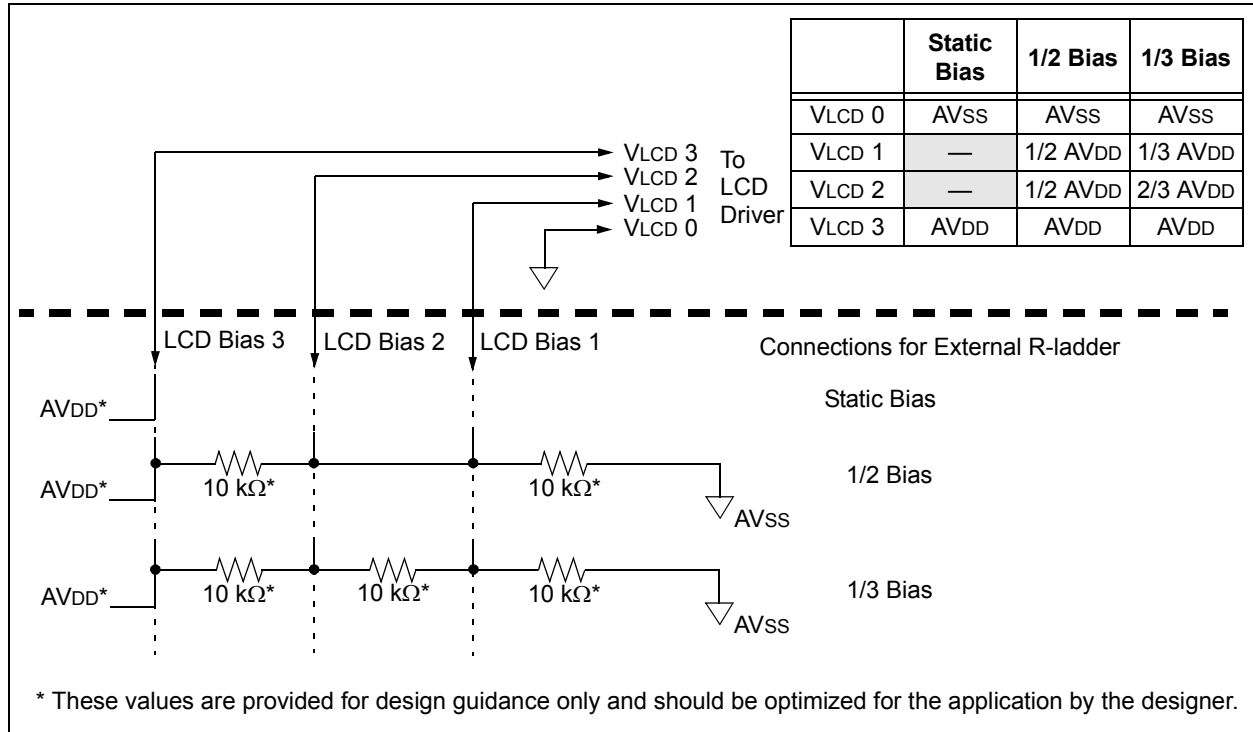 Static Bias 1/2 Bias 1/3 Bias
VLCD 0 AVSS AVSS AVSS
VLCD 1 — 1/2 AVDD 1/3 AVDD
VLCD 2 — 1/2 AVDD 2/3 AVDD
VLCD 3 AVDD AVDD AVDD
VLCD 3
VLCD 2
VLCD 1
VLCD 0
To
LCD
Driver
LCD Bias 3 LCD Bias 2 LCD Bias 1 Connections for External R-ladder
AVDD* Static Bias
AVDD* 10 kΩ* 10 kΩ* AVSS 1/2 Bias
AVDD* 10 kΩ* 10 kΩ* 10 kΩ* AVSS 1/3 Bias
* These values are provided for design guidance only and should be optimized for the application by the designer.